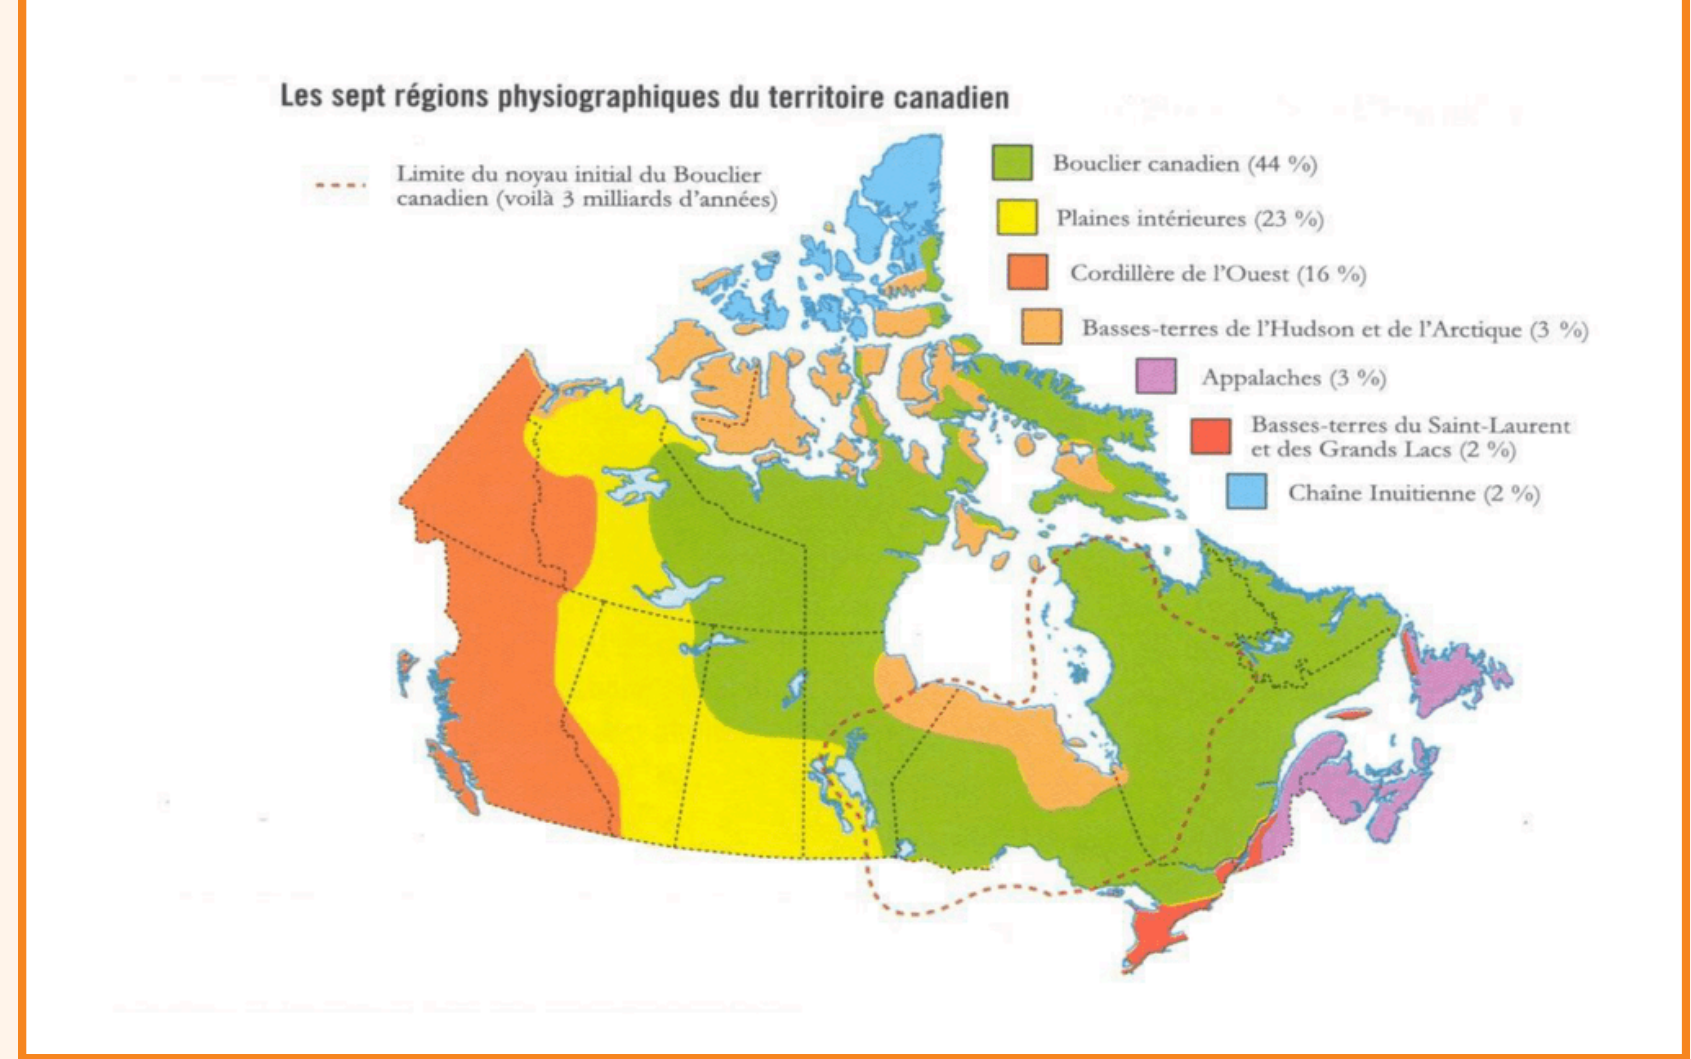 Les sept régions physiographiques du territoire canadien
Limite du noyau initial du Bouclier
canadien (voilà 3 milliards d'années)
Bouclier canadien (44 %)
Plaines intérieures (23 %)
Cordillère de l'Ouest (16 %)
Basses-terres de l'Hudson et de l'Arctique (3 %)
Appalaches (3 %)
Basses-terres du Saint-Laurent
et des Grands Lacs (2 %)
Chaîne Inuitienne (2 %)